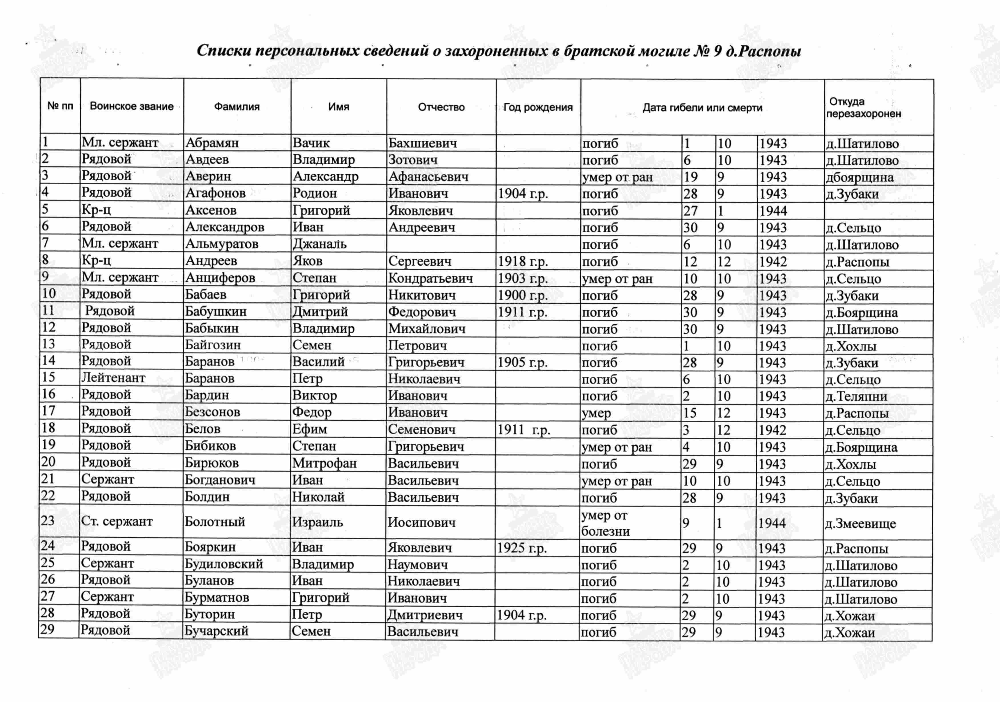 Списки персональных сведений о захороненных в братской могиле № 9 д.Распопы
№ пп Воинское звание Фамилия Имя Отчество Год рождения Дата гибели или смерти Откуда перезахоронен
1 Мл. сержант Абрамян Вачик Бахшиевич погиб 1 10 1943 д.Шатилово
2 Рядовой Авдеев Владимир Зотович погиб 6 10 1943 д.Шатилово
3 Рядовой Аверин Александр Афанасьевич умер от ран 19 9 1943 дбоярщина
4 Рядовой Агафонов Родион Иванович 1904 г.р. погиб 28 9 1943 д.Зубаки
5 Кр-ц Аксенов Григорий Яковлевич погиб 27 1 1944
6 Рядовой Александров Иван Андреевич погиб 30 9 1943 д.Сельцо
7 Мл. сержант Альмуратов Джаналь погиб 6 10 1943 д.Шатилово
8 Кр-ц Андреев Яков Сергеевич 1918 г.р. погиб 12 12 1942 д.Распопы
9 Мл. сержант Анциферов Степан Кондратьевич 1903 г.р. умер от ран 10 10 1943 д.Сельцо
10 Рядовой Бабаев Григорий Никитович 1900 г.р. погиб 28 9 1943 д.Зубаки
11 Рядовой Бабушкин Дмитрий Федорович 1911 г.р. погиб 30 9 1943 д.Боярщина
12 Рядовой Бабыкин Владимир Михайлович погиб 30 9 1943 д.Шатилово
13 Рядовой Байгозин Семен Петрович погиб 1 10 1943 д.Хохлы
14 Рядовой Баранов Василий Григорьевич 1905 г.р. погиб 28 9 1943 д.Зубаки
15 Лейтенант Баранов Петр Николаевич погиб 6 10 1943 д.Сельцо
16 Рядовой Бардин Виктор Иванович погиб 2 10 1943 д.Теляпни
17 Рядовой Безсонов Федор Иванович умер 15 12 1943 д.Распопы
18 Рядовой Белов Ефим Семенович 1911 г.р. погиб 3 12 1942 д.Сельцо
19 Рядовой Бибиков Степан Григорьевич умер от ран 4 10 1943 д.Боярщина
20 Рядовой Бирюков Митрофан Васильевич погиб 29 9 1943 д.Хохлы
21 Сержант Богданович Иван Васильевич умер от ран 10 10 1943 д.Сельцо
22 Рядовой Болдин Николай Васильевич погиб 28 9 1943 д.Зубаки
23 Ст. сержант Болотный Израиль Иосипович умер от болезни 9 1 1944 д.Змеевище
24 Рядовой Бояркин Иван Яковлевич 1925 г.р. погиб 29 9 1943 д.Распопы
25 Сержант Будиловский Владимир Наумович погиб 2 10 1943 д.Шатилово
26 Рядовой Буланов Иван Николаевич погиб 2 10 1943 д.Шатилово
27 Сержант Бурматнов Григорий Иванович погиб 2 10 1943 д.Шатилово
28 Рядовой Буторин Петр Дмитриевич 1904 г.р. погиб 29 9 1943 д.Хожаи
29 Рядовой Бучарский Семен Васильевич погиб 29 9 1943 д.Хожаи